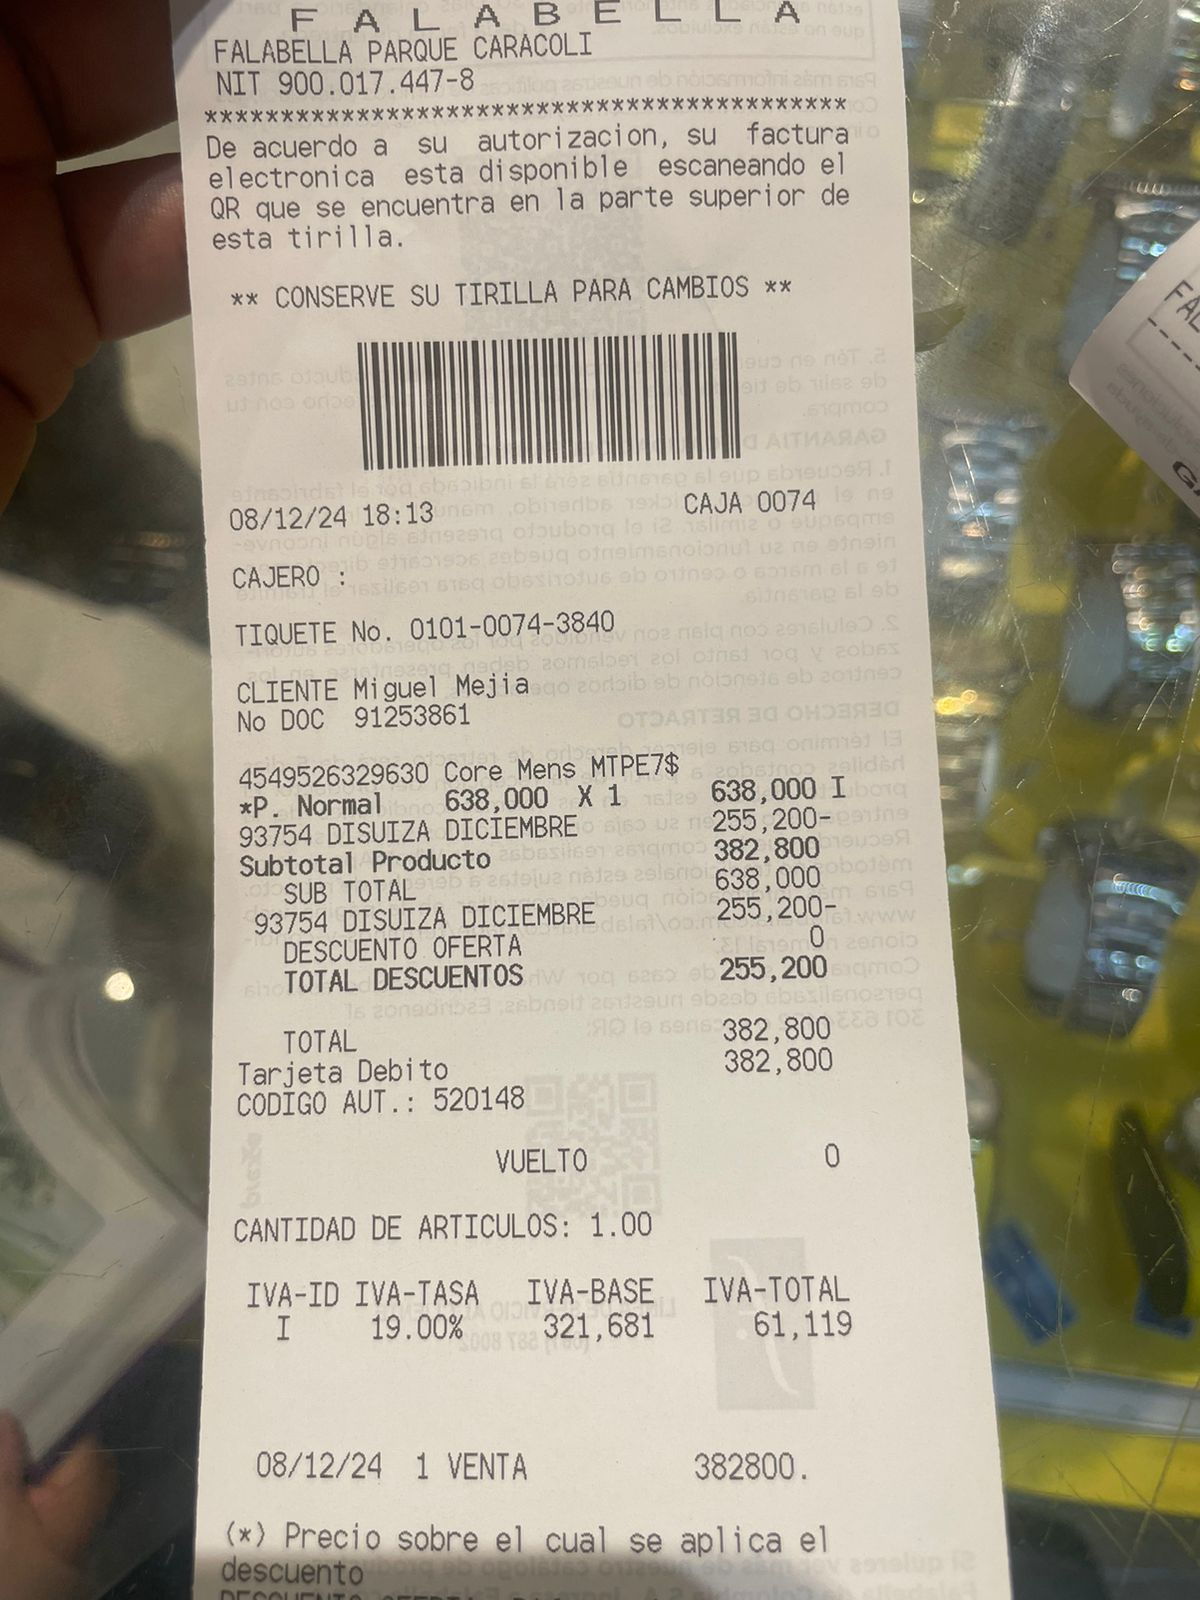 FALABELLA
FALABELLA PARQUE CARACOLI
NIT 900.017.447-8
******************************************
De acuerdo a su autorizacion, su factura
electronica esta disponible escaneando el
QR que se encuentra en la parte superior de
esta tirilla.
** CONSERVE SU TIRILLA PARA CAMBIOS **
08/12/24 18:13 CAJA 0074
CAJERO :
TIQUETE No. 0101-0074-3840
CLIENTE Miguel Mejia
No DOC 91253861
4549526329630 Core Mens MTPE7$
*P. Normal 638,000 X 1 638,000 I
93754 DISUIZA DICIEMBRE 255,200-
Subtotal Producto 382,800
SUB TOTAL 638,000
93754 DISUIZA DICIEMBRE 255,200-
DESCUENTO OFERTA 0
TOTAL DESCUENTOS 255,200
TOTAL 382,800
Tarjeta Debito 382,800
CODIGO AUT.: 520148
VUELTO 0
CANTIDAD DE ARTICULOS: 1.00
IVA-ID IVA-TASA IVA-BASE IVA-TOTAL
I 19.00% 321,681 61,119
08/12/24 1 VENTA 382800.
(*) Precio sobre el cual se aplica el
descuento